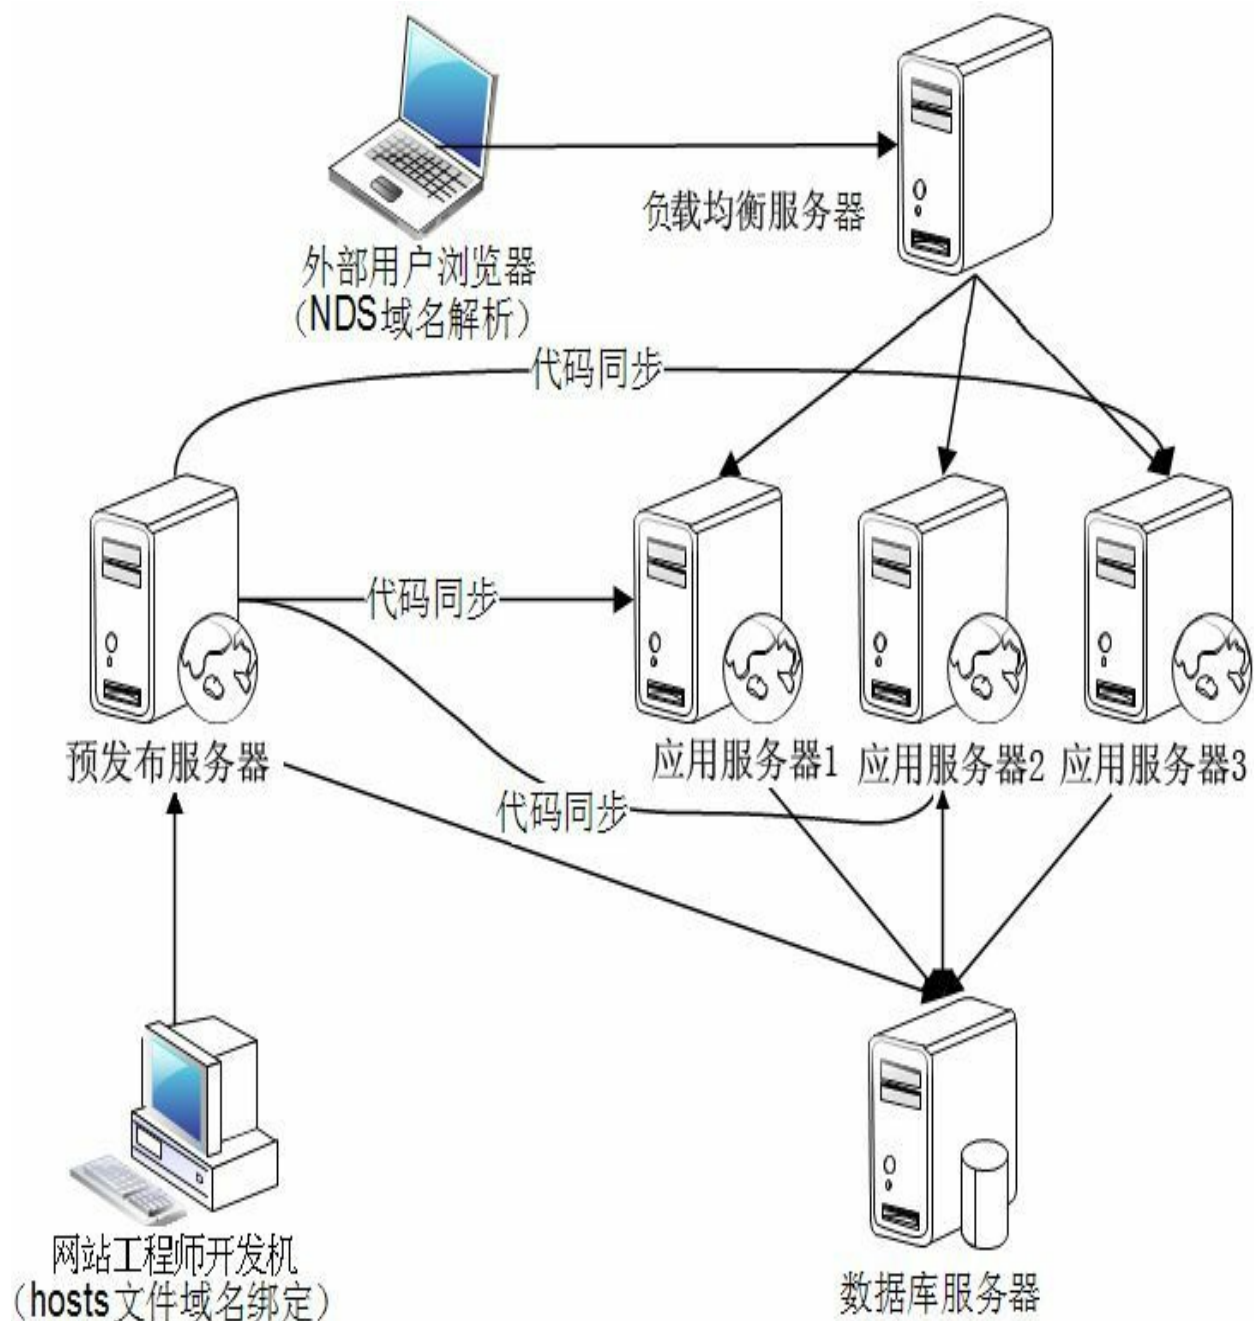 负载均衡服务器
外部用户浏览器
（NDS域名解析）
代码同步
代码同步
预发布服务器
应用服务器1
应用服务器2
应用服务器3
代码同步
网站工程师开发机
（hosts文件域名绑定）
数据库服务器